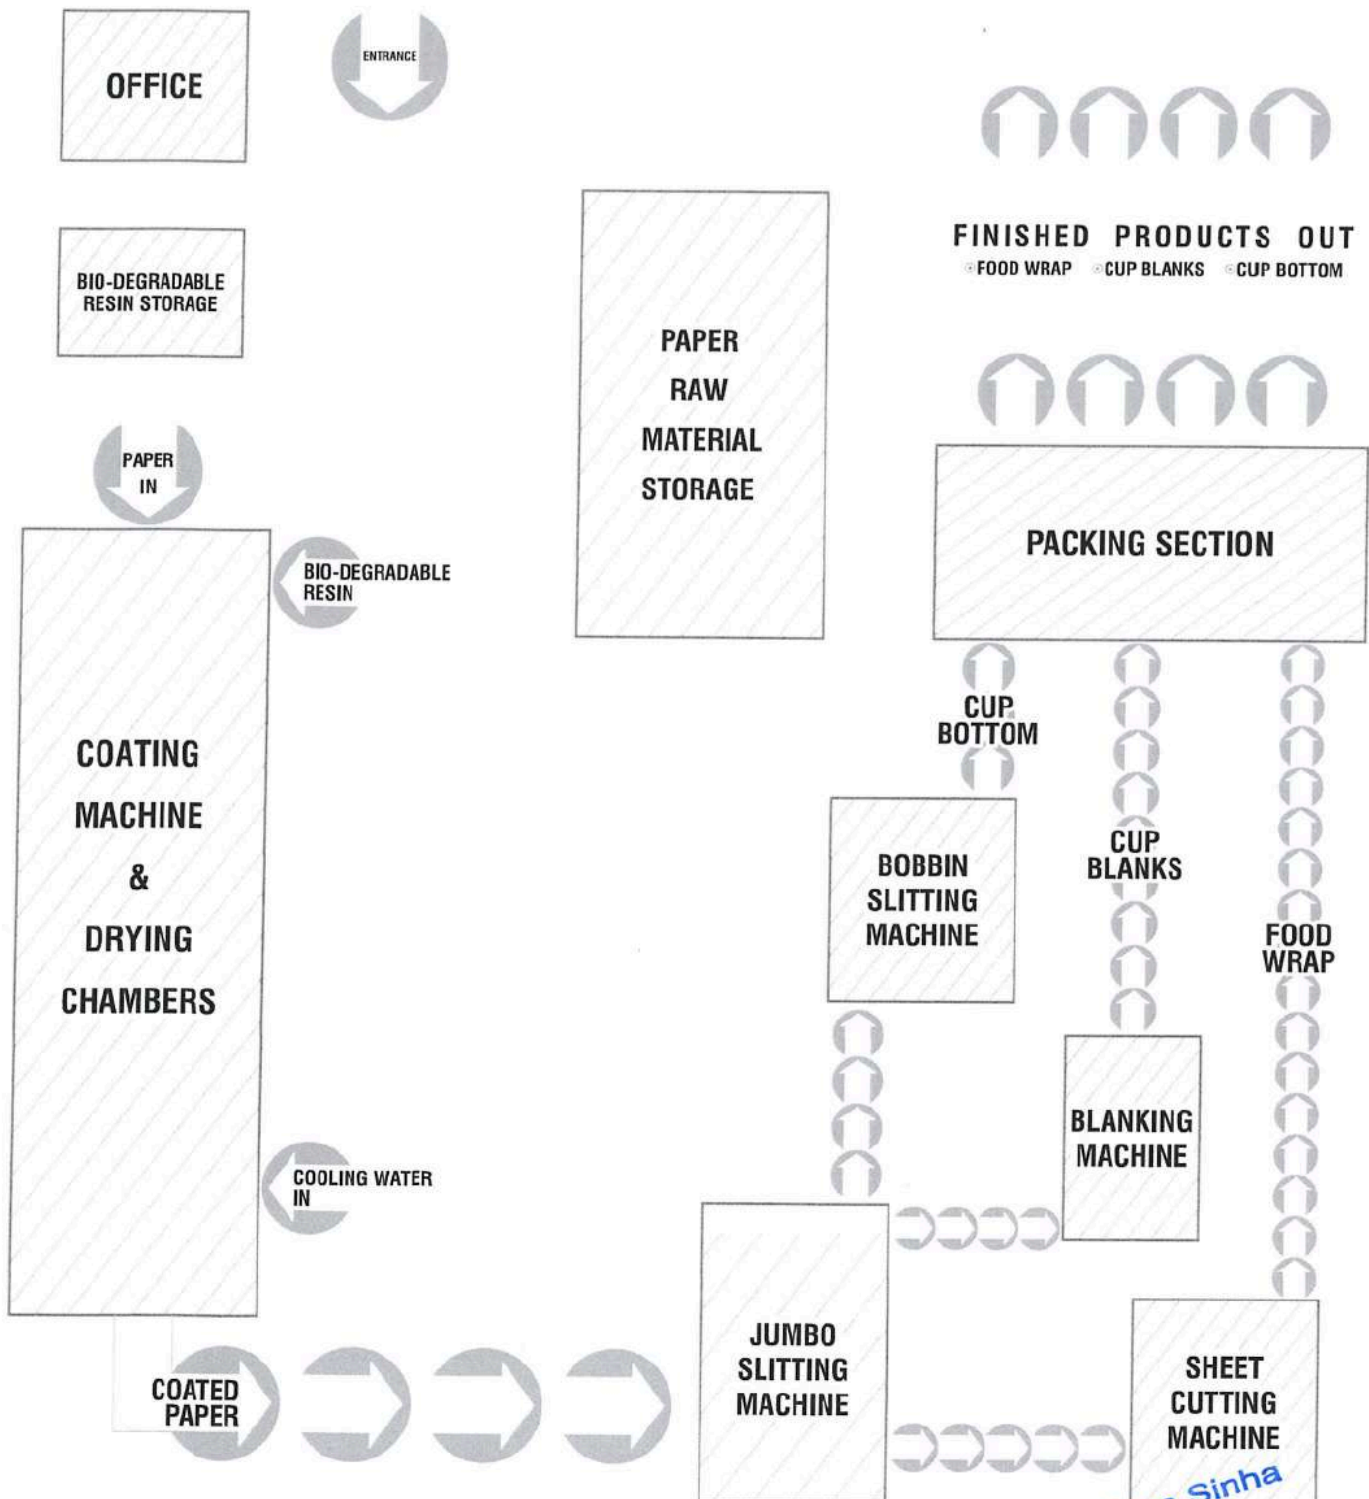 OFFICE
ENTRANCE
BIO-DEGRADABLE
RESIN STORAGE
PAPER
RAW
MATERIAL
STORAGE
FINISHED PRODUCTS OUT
FOOD WRAP CUP BLANKS CUP BOTTOM
PAPER
IN
BIO-DEGRADABLE
RESIN
PACKING SECTION
COATING
MACHINE
&
DRYING
CHAMBERS
CUP
BOTTOM
CUP
BLANKS
FOOD
WRAP
BOBBIN
SLITTING
MACHINE
BLANKING
MACHINE
COOLING WATER
IN
COATED
PAPER
JUMBO
SLITTING
MACHINE
SHEET
CUTTING
MACHINE
Sinha